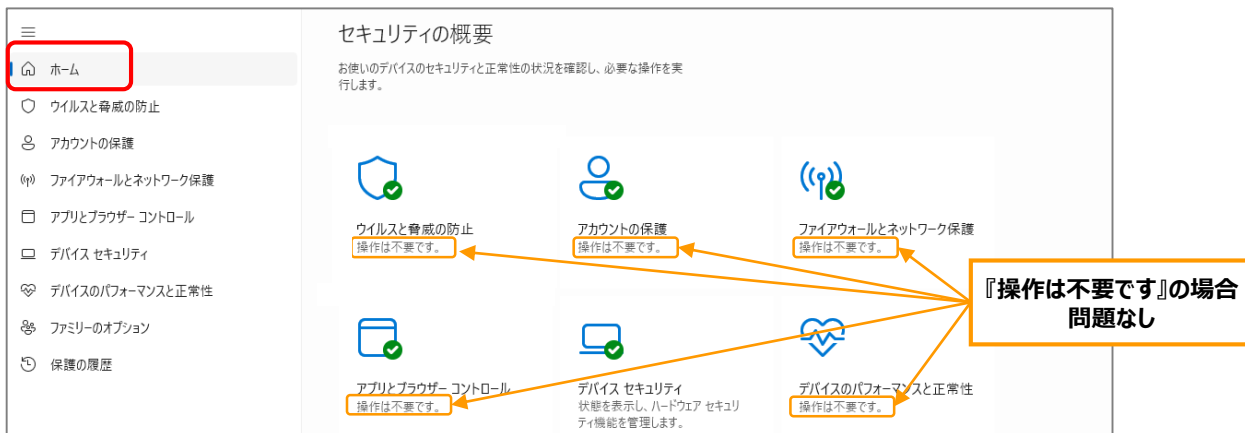 ホーム
ウイルスと脅威の防止
アカウントの保護
ファイアウォールとネットワーク保護
アプリとブラウザー コントロール
デバイス セキュリティ
デバイスのパフォーマンスと正常性
ファミリーのオプション
保護の履歴
セキュリティの概要
お使いのデバイスのセキュリティと正常性の状況を確認し、必要な操作を実
行します。
ウイルスと脅威の防止
操作は不要です。
アカウントの保護
操作は不要です。
ファイアウォールとネットワーク保護
操作は不要です。
アプリとブラウザー コントロール
操作は不要です。
デバイス セキュリティ
状態を表示し、ハードウェア セキュリ
ティ機能を管理します。
デバイスのパフォーマンスと正常性
操作は不要です。
『操作は不要です』の場合
問題なし